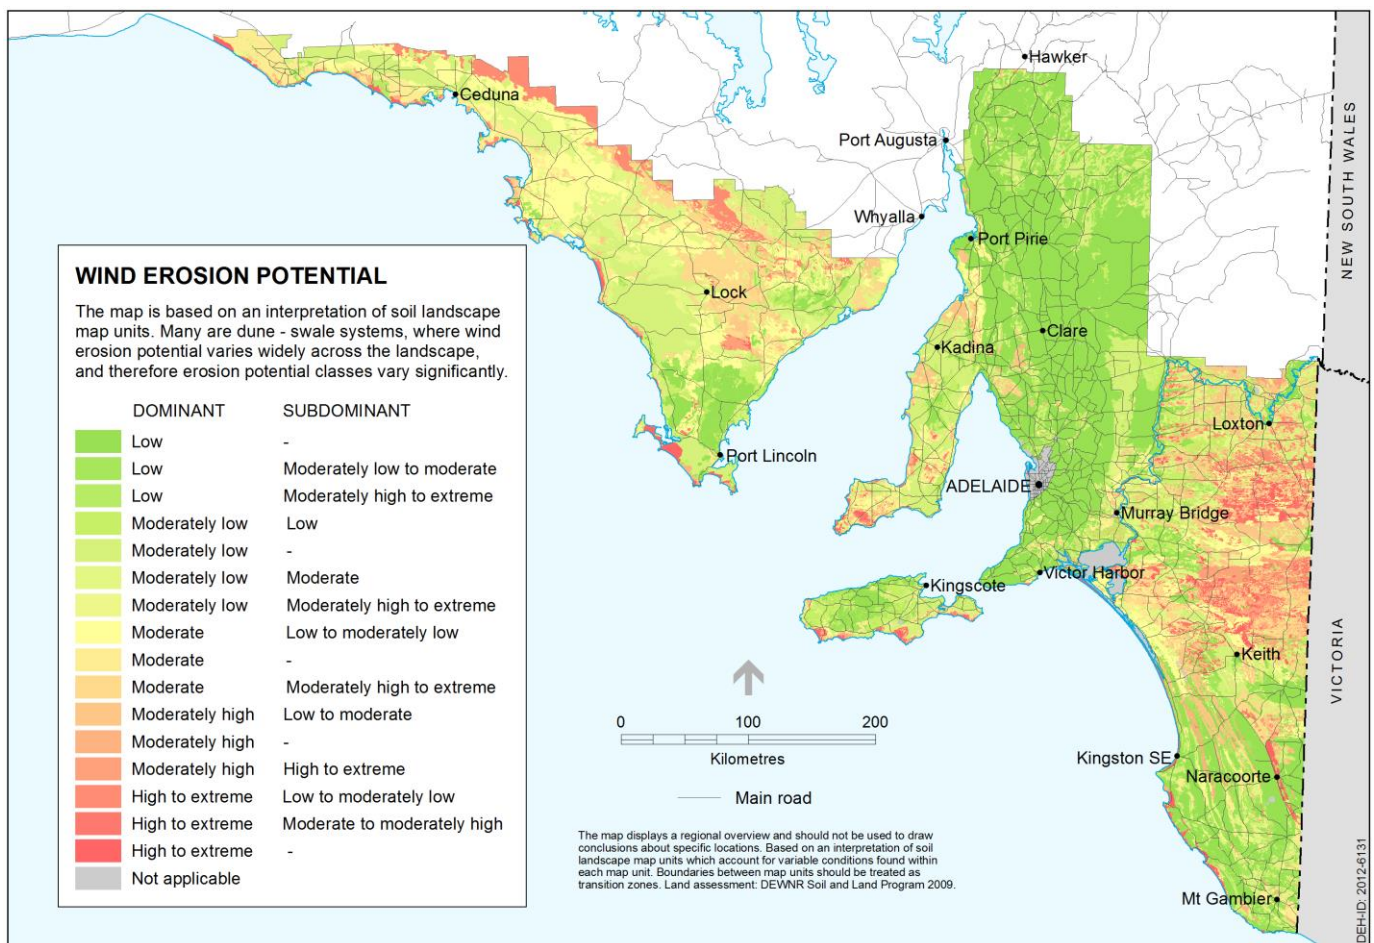 Hawker
Ceduna
Port Augusta
NEW SOUTH WALES
Whyalla
Port Pirie
WIND EROSION POTENTIAL
The map is based on an interpretation of soil landscape
map units. Many are dune - swale systems, where wind
erosion potential varies widely across the landscape,
and therefore erosion potential classes vary significantly.
DOMINANT SUBDOMINANT
Low -
Low Moderately low to moderate
Low Moderately high to extreme
Moderately low Low
Moderately low -
Moderately low Moderate
Moderately low Moderately high to extreme
Moderate Low to moderately low
Moderate -
Moderate Moderately high to extreme
Moderately high Low to moderate
Moderately high -
Moderately high High to extreme
High to extreme Low to moderately low
High to extreme Moderate to moderately high
High to extreme -
Not applicable
Lock
Clare
Kadina
Loxton
Port Lincoln
ADELAIDE
Murray Bridge
Victor Harbor
Kingscote
VICTORIA
Keith
0 100 200
Kilometres
Main road
Kingston SE
Naracoorte
The map displays a regional overview and should not be used to draw
conclusions about specific locations. Based on an interpretation of soil
landscape map units which account for variable conditions found within
each map unit. Boundaries between map units should be treated as
transition zones. Land assessment: DEWNR Soil and Land Program 2009.
Mt Gambier
DEH-ID: 2012-6131